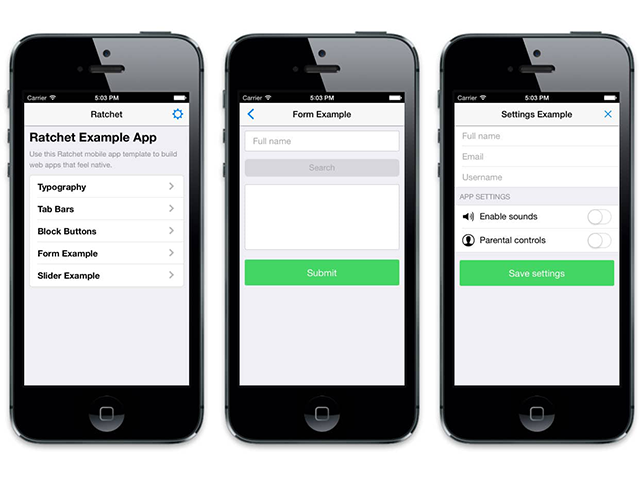 Carrier 5:03 PM
Ratchet
Ratchet Example App
Use this Ratchet mobile app template to build
web apps that feel native.
Typography
Tab Bars
Block Buttons
Form Example
Slider Example
Carrier 5:03 PM
Form Example
Full name
Search
Submit
Carrier 5:03 PM
Settings Example
Full name
Email
Username
APP SETTINGS
Enable sounds
Parental controls
Save settings